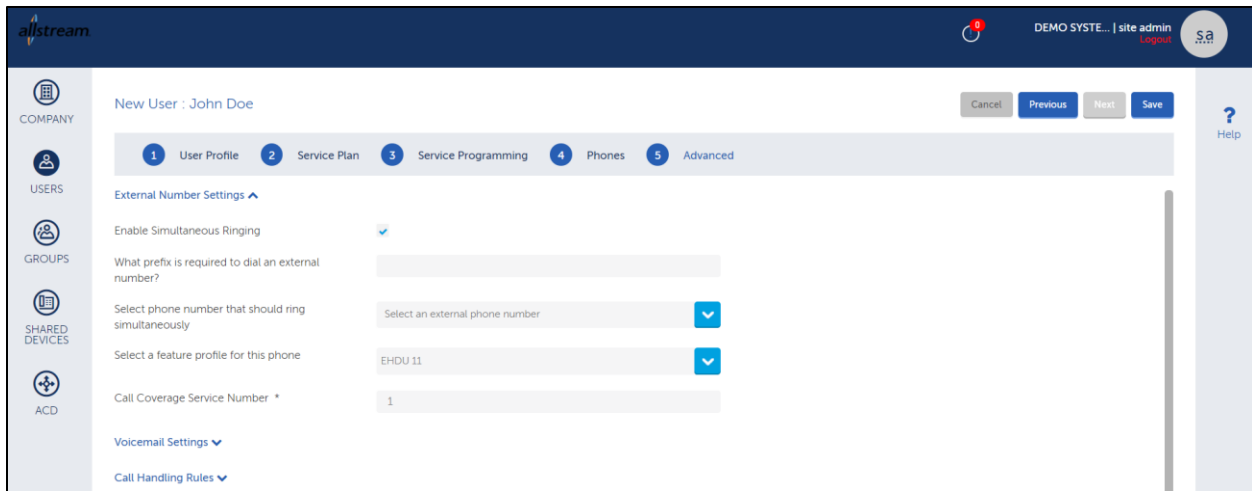 allstream
0
DEMO SYSTE... | site admin
Logout
sa
COMPANY
USERS
GROUPS
SHARED
DEVICES
ACD
New User : John Doe
Cancel
Previous
Next
Save
?
Help
1 User Profile 2 Service Plan 3 Service Programming 4 Phones 5 Advanced
External Number Settings
Enable Simultaneous Ringing
What prefix is required to dial an external
number?
Select phone number that should ring
simultaneously
Select an external phone number
Select a feature profile for this phone
EHDU 11
Call Coverage Service Number *
1
Voicemail Settings
Call Handling Rules